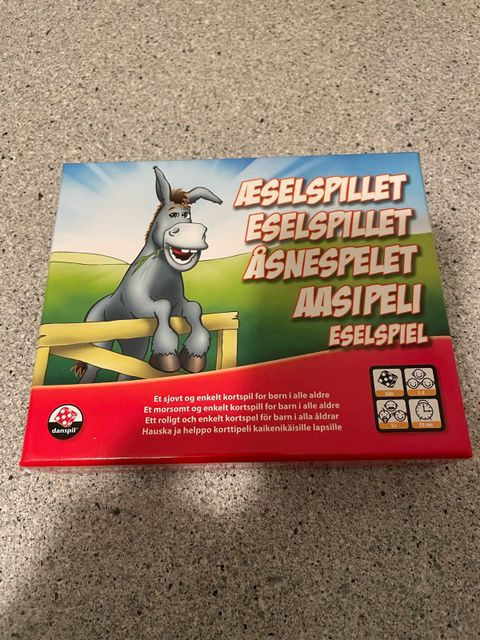 ÆSELSPILLET
ESELSPILLET
ÅSNESPELET
AASIPELI
ESELSPIEL
Et sjovt og enkelt kortspil for børn i alle aldre
Et morsomt og enkelt kortspill for barn i alle aldre
Ett roligt och enkelt kortspel för barn i alla åldrar
Hauska ja helppo korttipeli kaikenikäisille lapsille
danspil